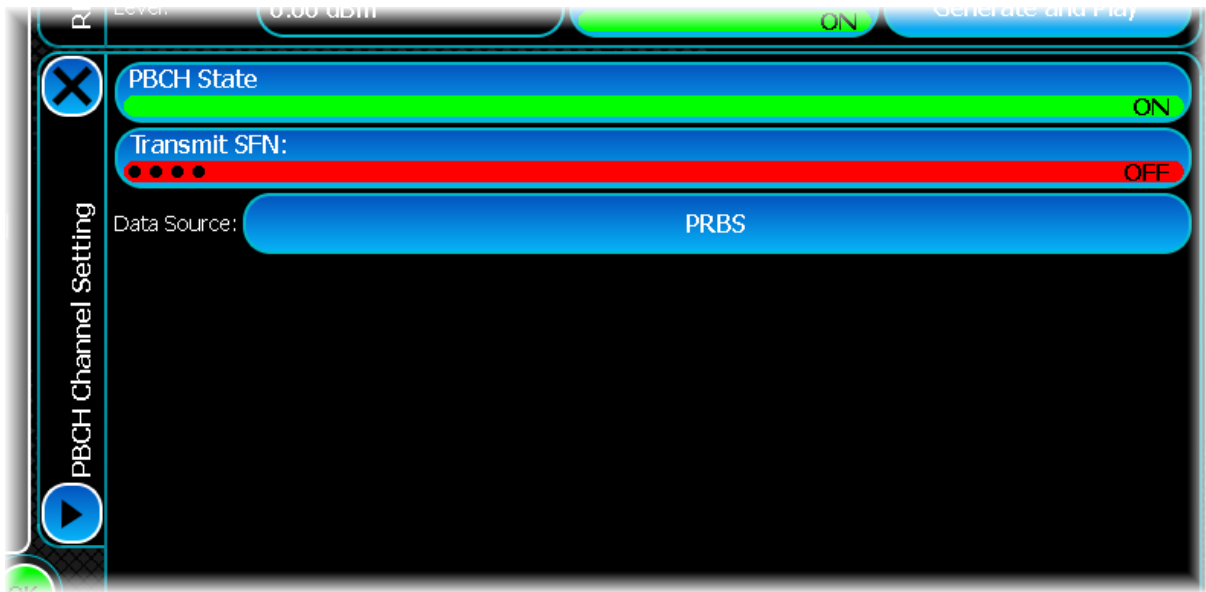 Level:
0.00 dBm
ON
Generate and Play
PBCH State
ON
Transmit SFN:
OFF
Data Source:
PRBS
PBCH Channel Setting
OK